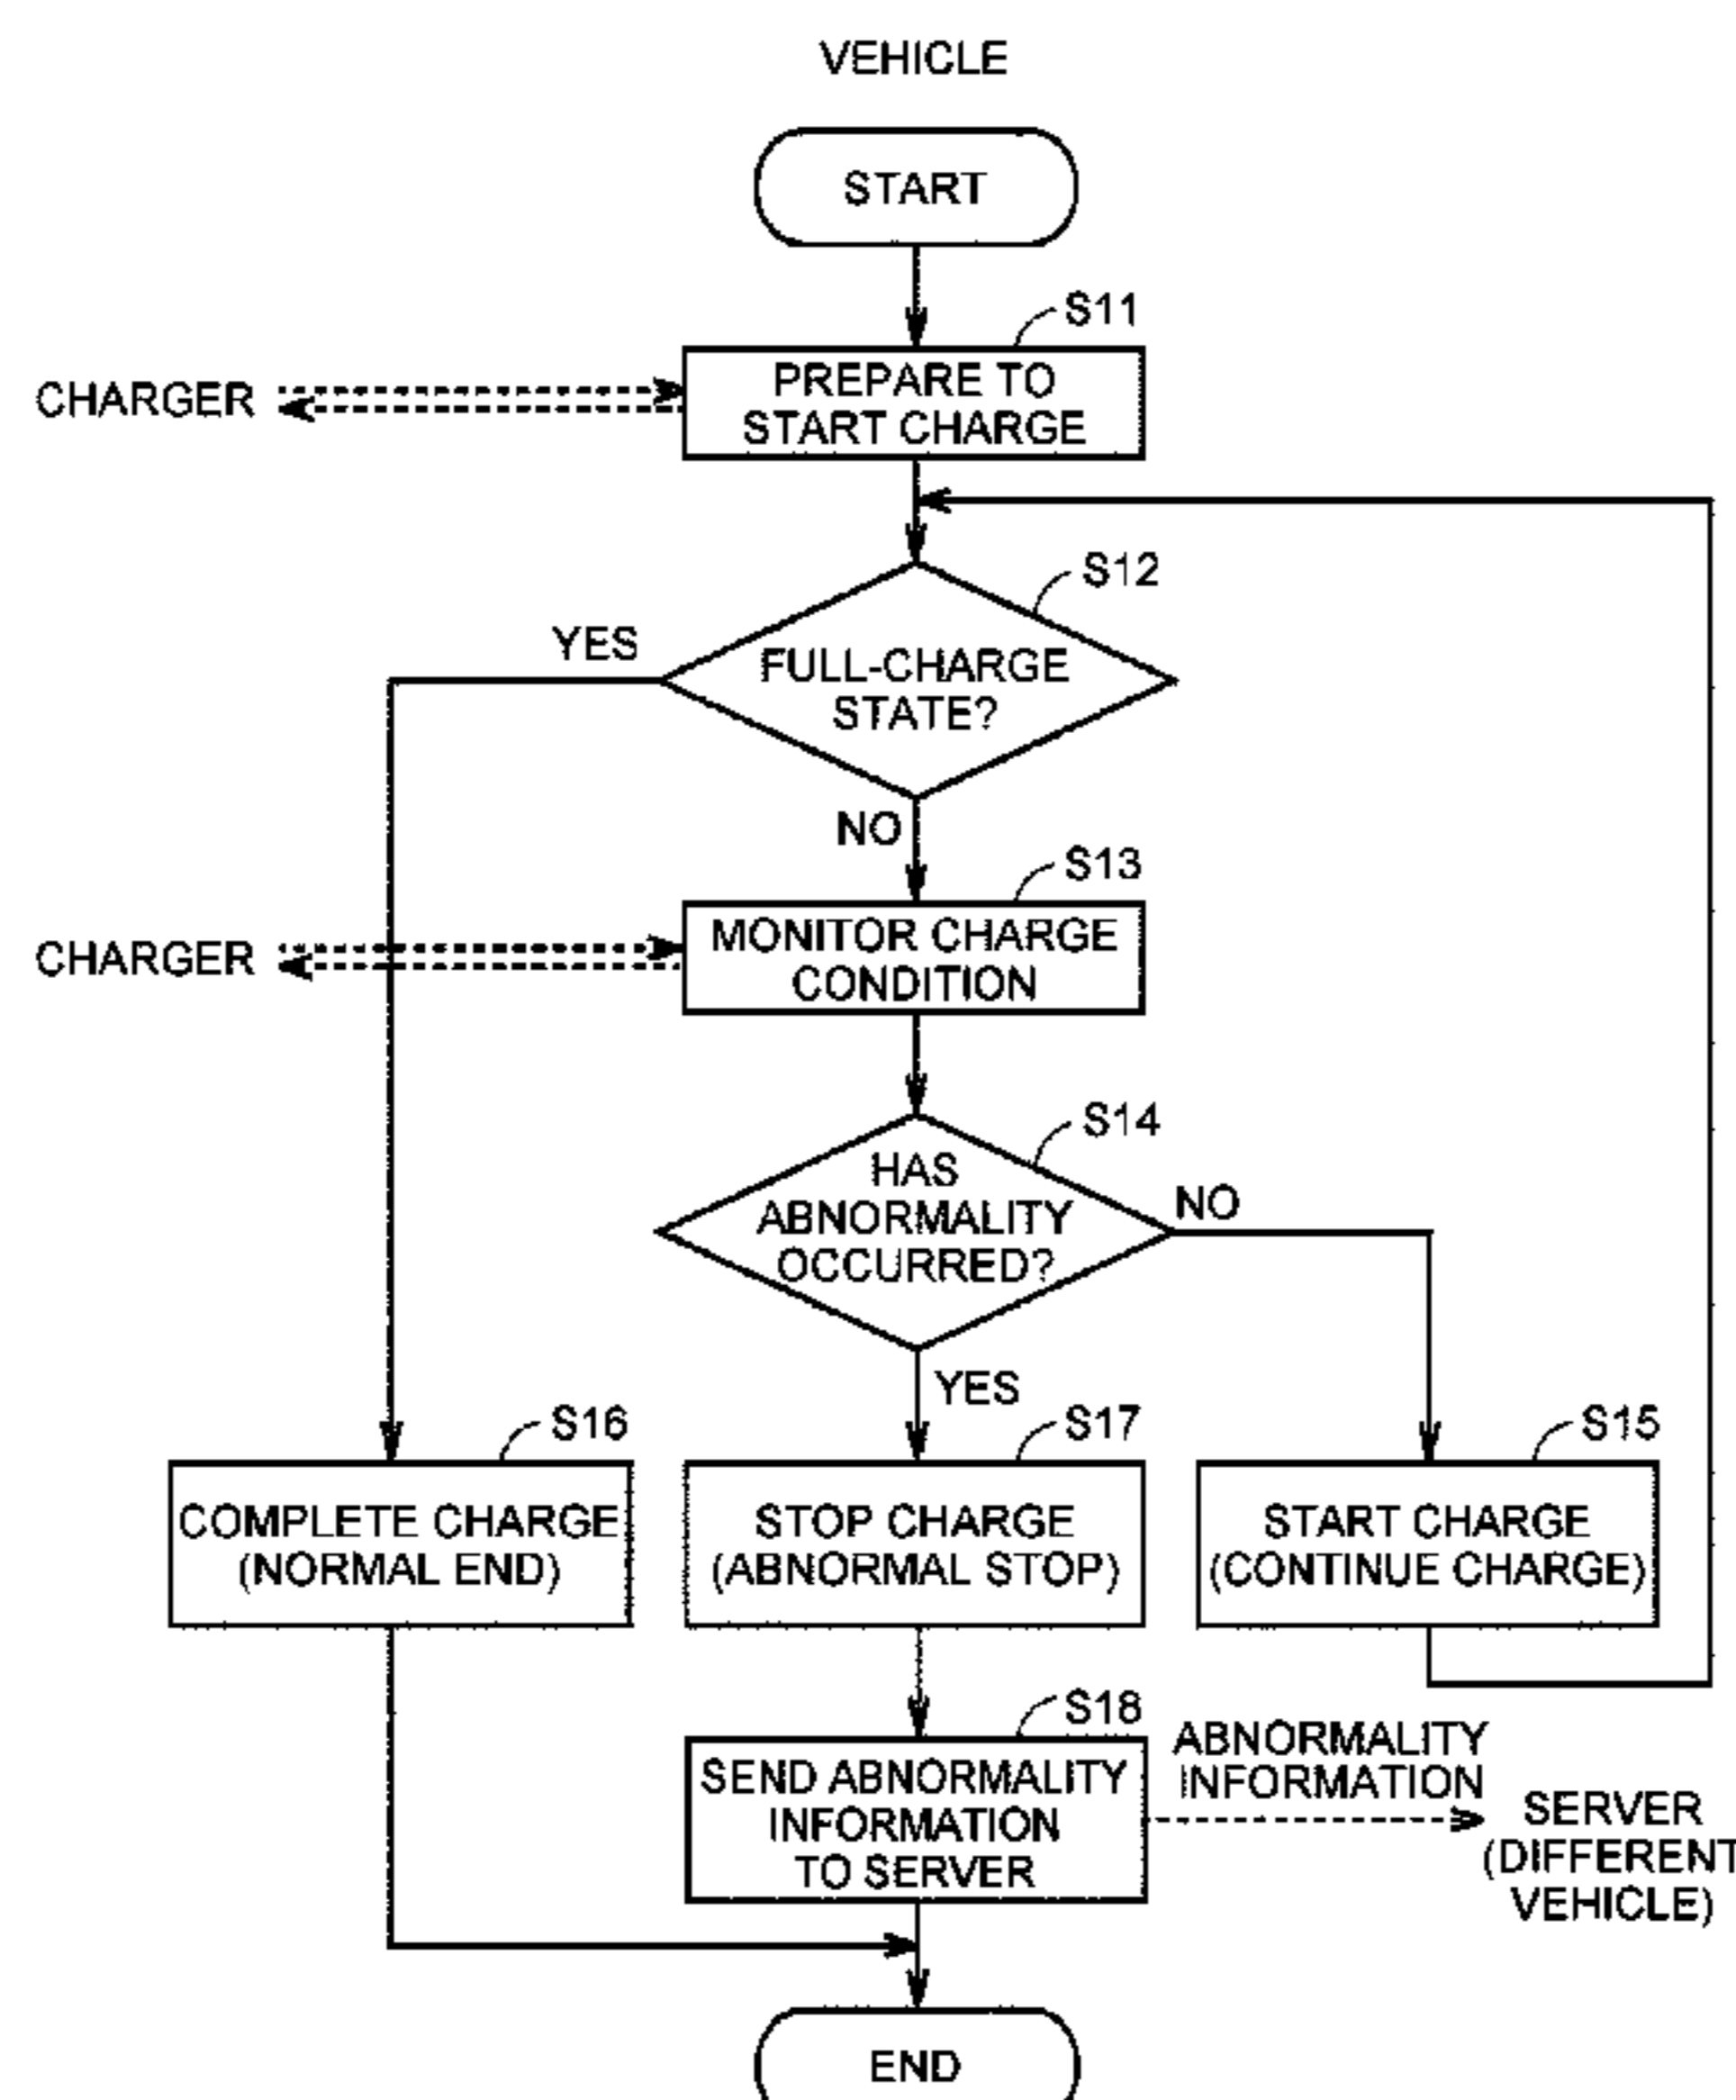 VEHICLE
START
S11
CHARGER
PREPARE TO
START CHARGE
S12
YES
FULL-CHARGE
STATE?
NO
S13
CHARGER
MONITOR CHARGE
CONDITION
S14
HAS
ABNORMALITY
OCCURRED?
NO
YES
S16
S17
S15
COMPLETE CHARGE
(NORMAL END)
STOP CHARGE
(ABNORMAL STOP)
START CHARGE
(CONTINUE CHARGE)
S18
SEND ABNORMALITY
INFORMATION
TO SERVER
ABNORMALITY
INFORMATION
SERVER
(DIFFERENT
VEHICLE)
END